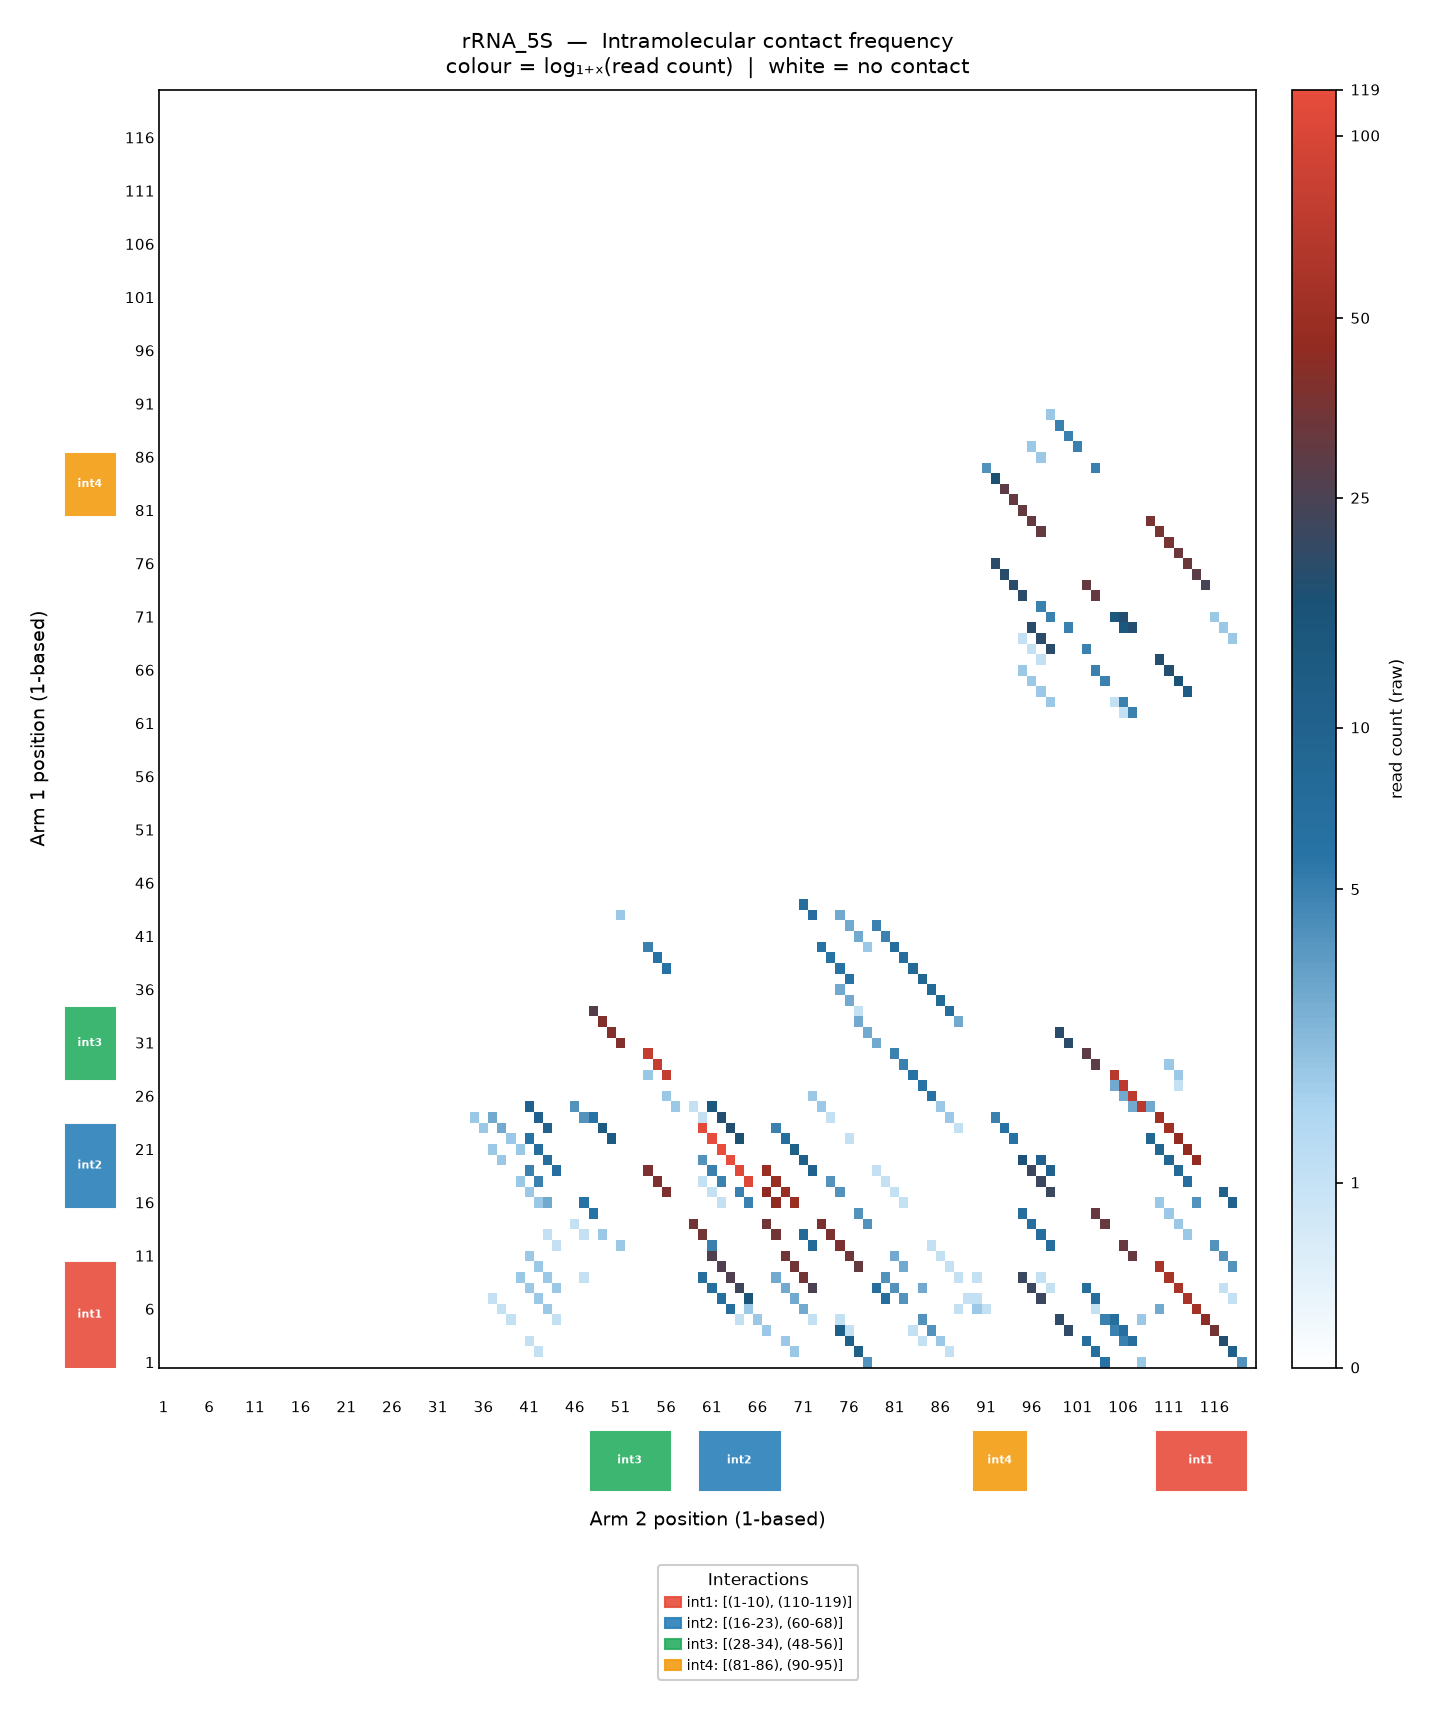 rRNA_5S — Intramolecular contact frequency
colour = log₁₊ₓ(read count) | white = no contact
119
100
50
25
10
5
1
0
read count (raw)
116
111
106
101
96
91
86
81
76
71
66
61
56
51
46
41
36
31
26
21
16
11
6
1
Arm 1 position (1-based)
int4
int3
int2
int1
1 6 11 16 21 26 31 36 41 46 51 56 61 66 71 76 81 86 91 96 101 106 111 116
int3 int2 int4 int1
Arm 2 position (1-based)
Interactions
int1: [(1-10), (110-119)]
int2: [(16-23), (60-68)]
int3: [(28-34), (48-56)]
int4: [(81-86), (90-95)]